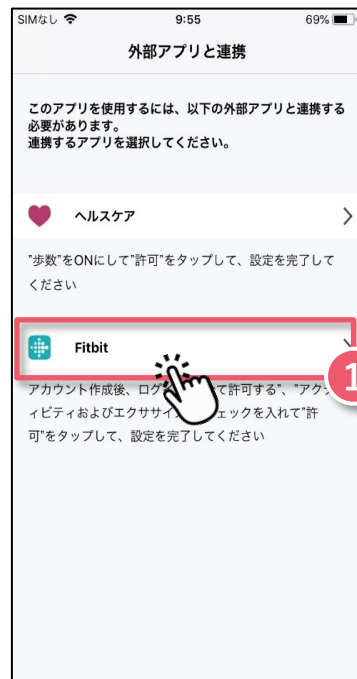 SIMなし 9:55 69%
外部アプリと連携
このアプリを使用するには、以下の外部アプリと連携する
必要があります。
連携するアプリを選択してください。
ヘルスケア
"歩数"をONにして"許可"をタップして、設定を完了して
ください
Fitbit
1
アカウント作成後、ログ て許可する"、"アク
ィビティおよびエクササイ ェックを入れて"許
可"をタップして、設定を完了してください